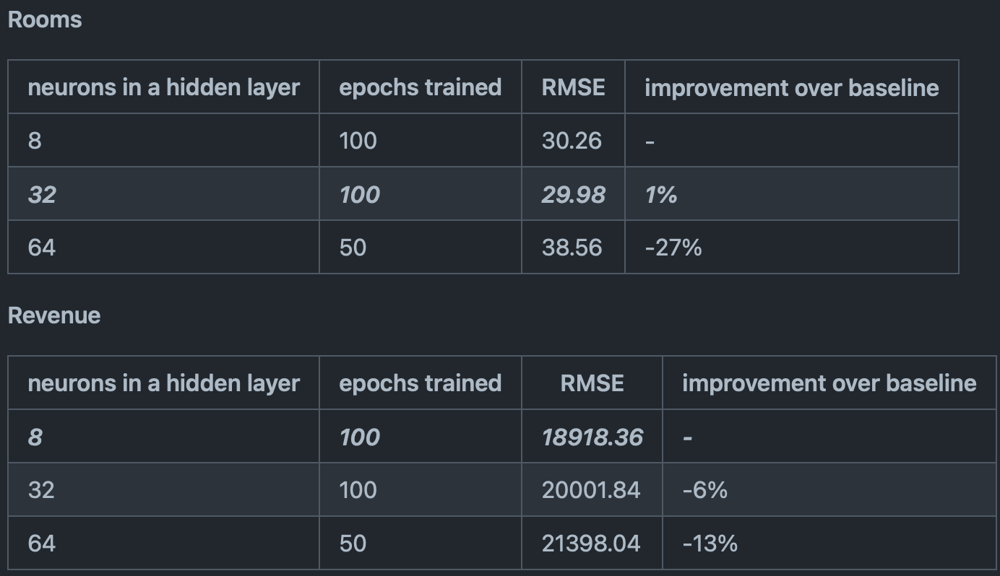 Rooms
neurons in a hidden layer epochs trained RMSE improvement over baseline
8 100 30.26 -
32 100 29.98 1%
64 50 38.56 -27%
Revenue
neurons in a hidden layer epochs trained RMSE improvement over baseline
8 100 18918.36 -
32 100 20001.84 -6%
64 50 21398.04 -13%